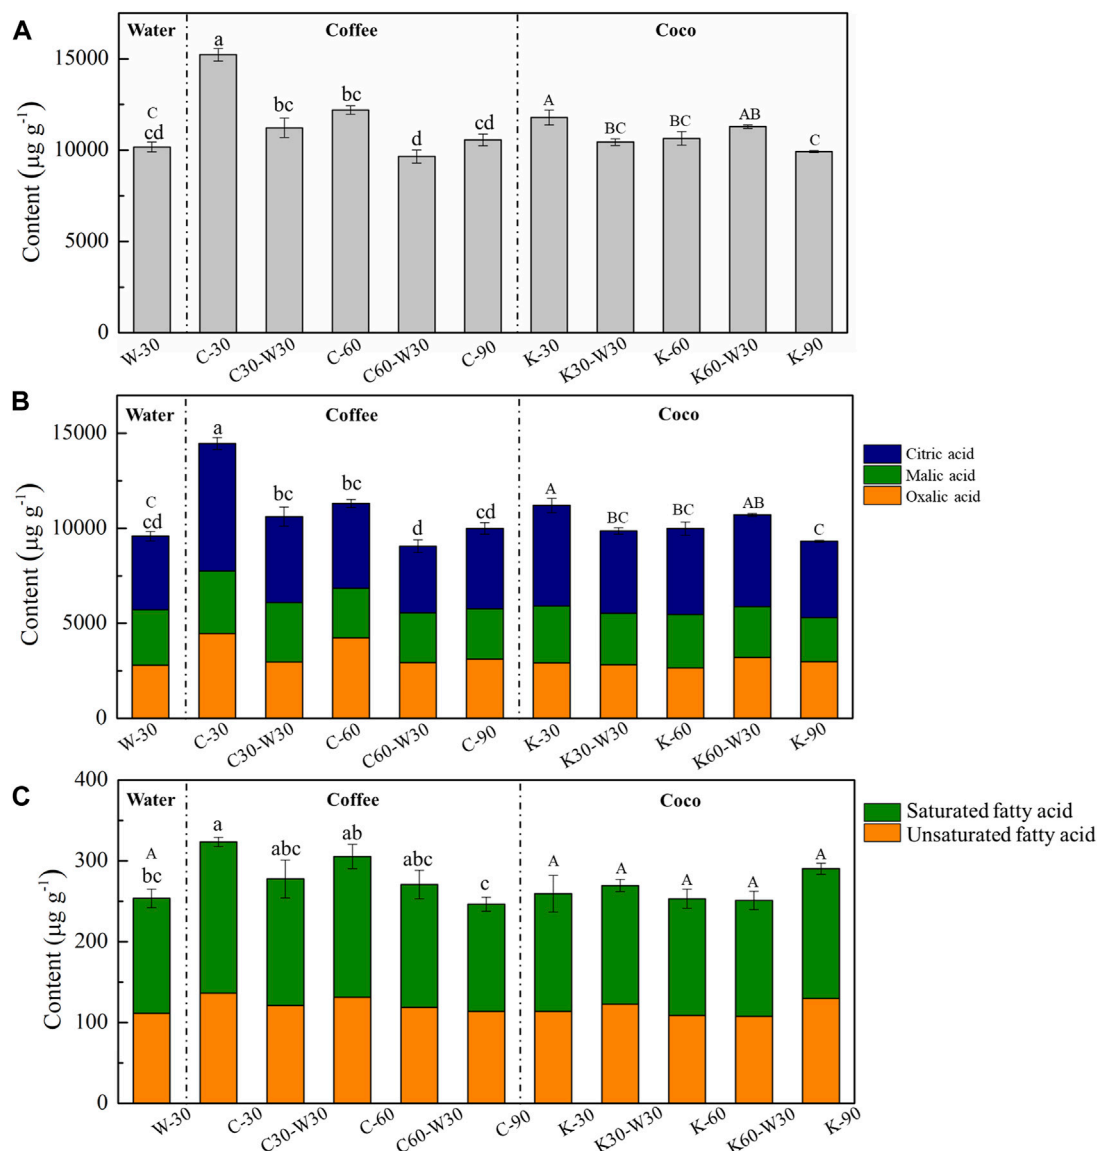 A
Water
Coffee
Coco
Content (µg g-1)
15000
10000
5000
0
C
cd
a
bc
bc
d
cd
A
BC
BC
AB
C
W-30
C-30
C30-W30
C-60
C60-W30
C-90
K-30
K30-W30
K-60
K60-W30
K-90
B
Water
Coffee
Coco
Content (µg g-1)
15000
10000
5000
0
C
cd
a
bc
bc
d
cd
A
BC
BC
AB
C
Citric acid
Malic acid
Oxalic acid
W-30
C-30
C30-W30
C-60
C60-W30
C-90
K-30
K30-W30
K-60
K60-W30
K-90
C
Water
Coffee
Coco
Content (µg g-1)
400
300
200
100
0
A
bc
a
abc
ab
abc
c
A
A
A
A
A
Saturated fatty acid
Unsaturated fatty acid
W-30
C-30
C30-W30
C-60
C60-W30
C-90
K-30
K30-W30
K-60
K60-W30
K-90